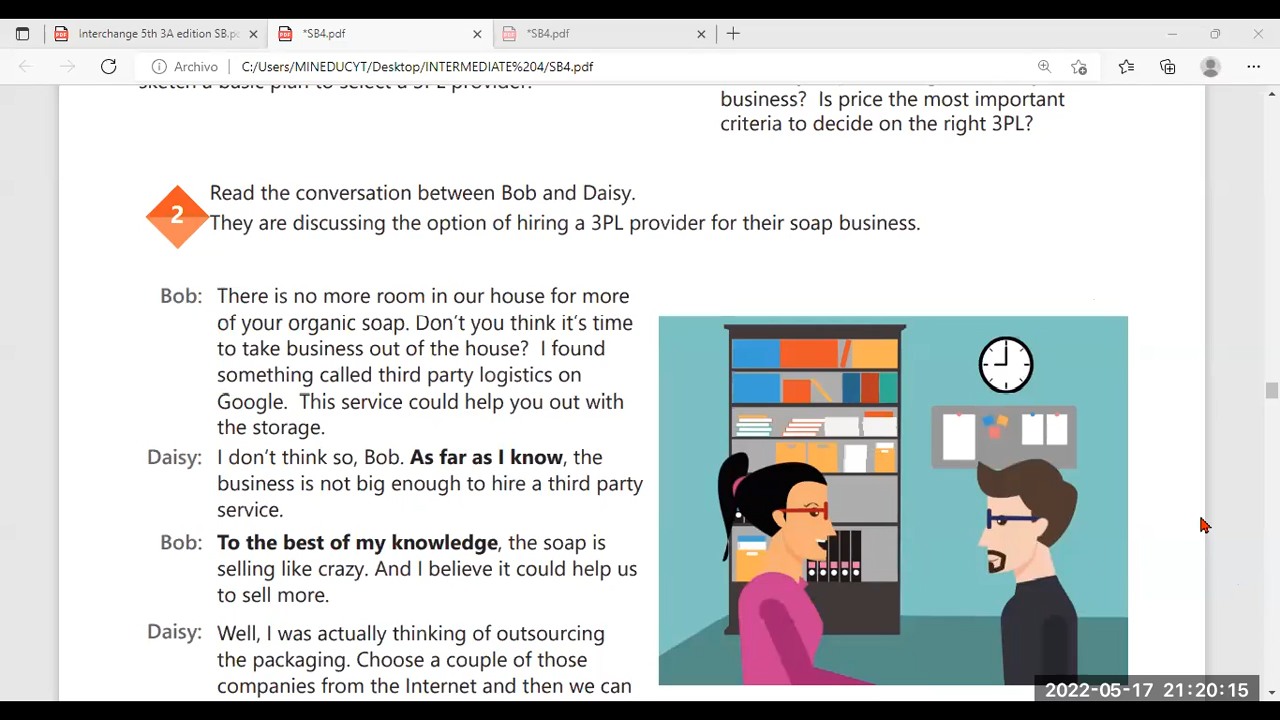 Interchange 5th 3A edition SB.pc
*SB4.pdf
*SB4.pdf
Archivo C:/Users/MINEDUCYT/Desktop/INTERMEDIATE%204/SB4.pdf
sketch a basic plan to select a 3PL provider?
business? Is price the most important
criteria to decide on the right 3PL?
2
Read the conversation between Bob and Daisy.
They are discussing the option of hiring a 3PL provider for their soap business.
Bob: There is no more room in our house for more
of your organic soap. Don't you think it's time
to take business out of the house? I found
something called third party logistics on
Google. This service could help you out with
the storage.
Daisy: I don't think so, Bob. As far as I know, the
business is not big enough to hire a third party
service.
Bob: To the best of my knowledge, the soap is
selling like crazy. And I believe it could help us
to sell more.
Daisy: Well, I was actually thinking of outsourcing
the packaging. Choose a couple of those
companies from the Internet and then we can
2022-05-17 21:20:15